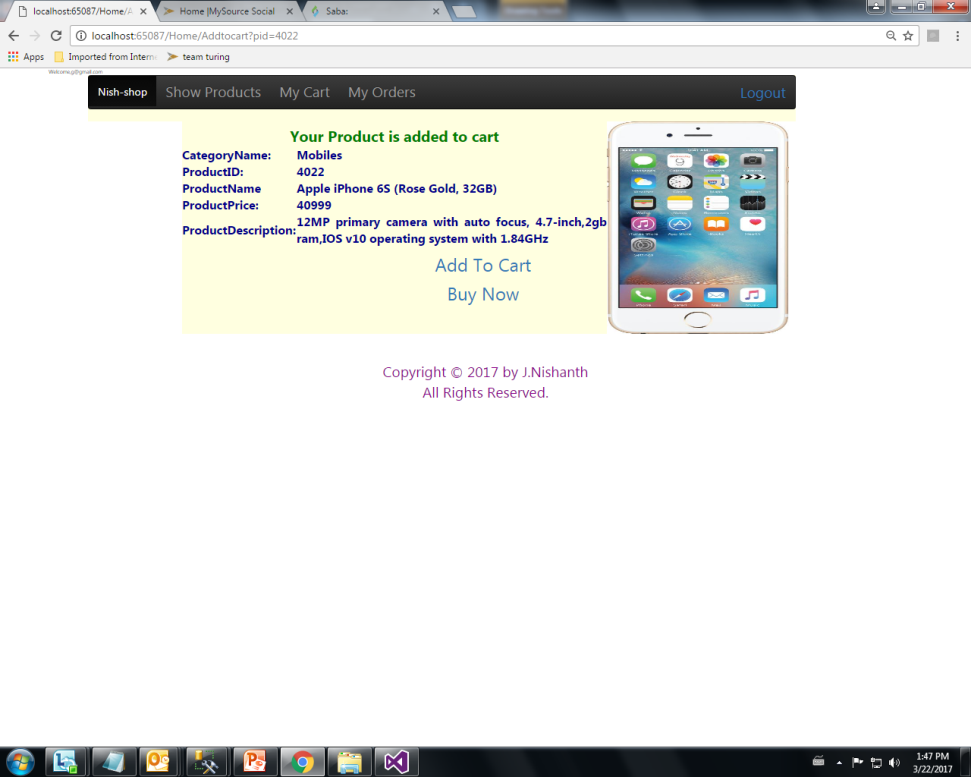 localhost:65087/Home/A
Home |MySource Social
Saba:
localhost:65087/Home/Addtocart?pid=4022
Apps
Imported from Intern
team turing
Welcome,g@gmail.com
Nish-shop
Show Products
My Cart
My Orders
Logout
Your Product is added to cart
CategoryName: Mobiles
ProductID: 4022
ProductName Apple iPhone 6S (Rose Gold, 32GB)
ProductPrice: 40999
ProductDescription: 12MP primary camera with auto focus, 4.7-inch,2gb
ram,IOS v10 operating system with 1.84GHz
Add To Cart
Buy Now
Copyright © 2017 by J.Nishanth
All Rights Reserved.
1:47 PM
3/22/2017